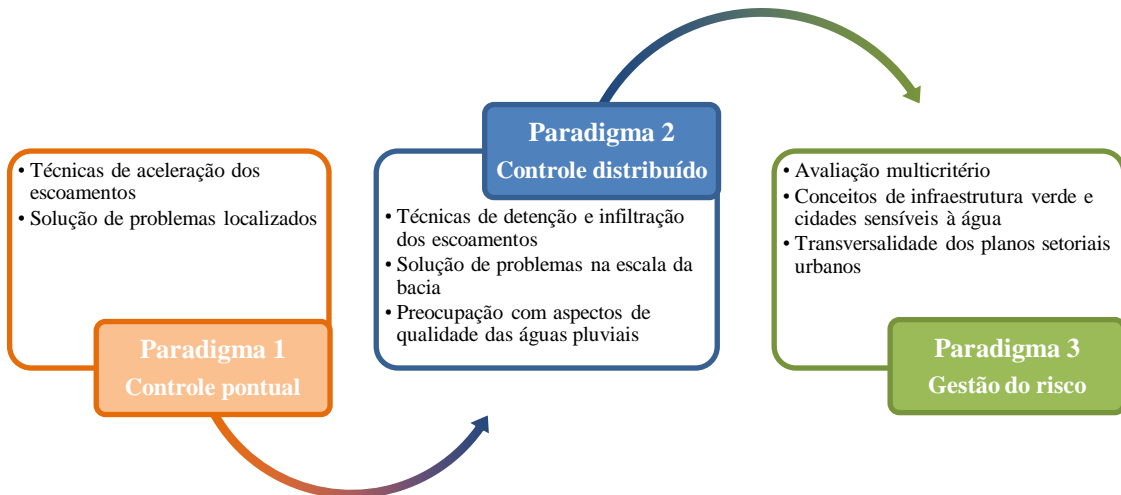 • Técnicas de aceleração dos
escoamentos
• Solução de problemas localizados
Paradigma 1
Controle pontual
Paradigma 2
Controle distribuído
• Técnicas de detenção e infiltração
dos escoamentos
• Solução de problemas na escala da
bacia
• Preocupação com aspectos de
qualidade das águas pluviais
• Avaliação multicritério
• Conceitos de infraestrutura verde e
cidades sensíveis à água
• Transversalidade dos planos setoriais
urbanos
Paradigma 3
Gestão do risco